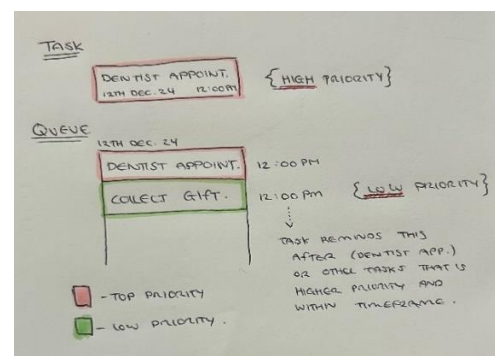 TASK
DENTIST APPOINT.
12TH DEC. 24 12:00PM
{HIGH PRIORITY}
QUEUE
12TH DEC. 24
DENTIST APPOINT. 12:00 PM
COLLECT GIFT. 12:00 PM {LOW PRIORITY}
TASK REMINDS THIS
AFTER (DENTIST APP.)
OR OTHER TASKS THAT IS
HIGHER PRIORITY AND
WITHIN TIMEFRAME.
- TOP PRIORITY
- LOW PRIORITY.